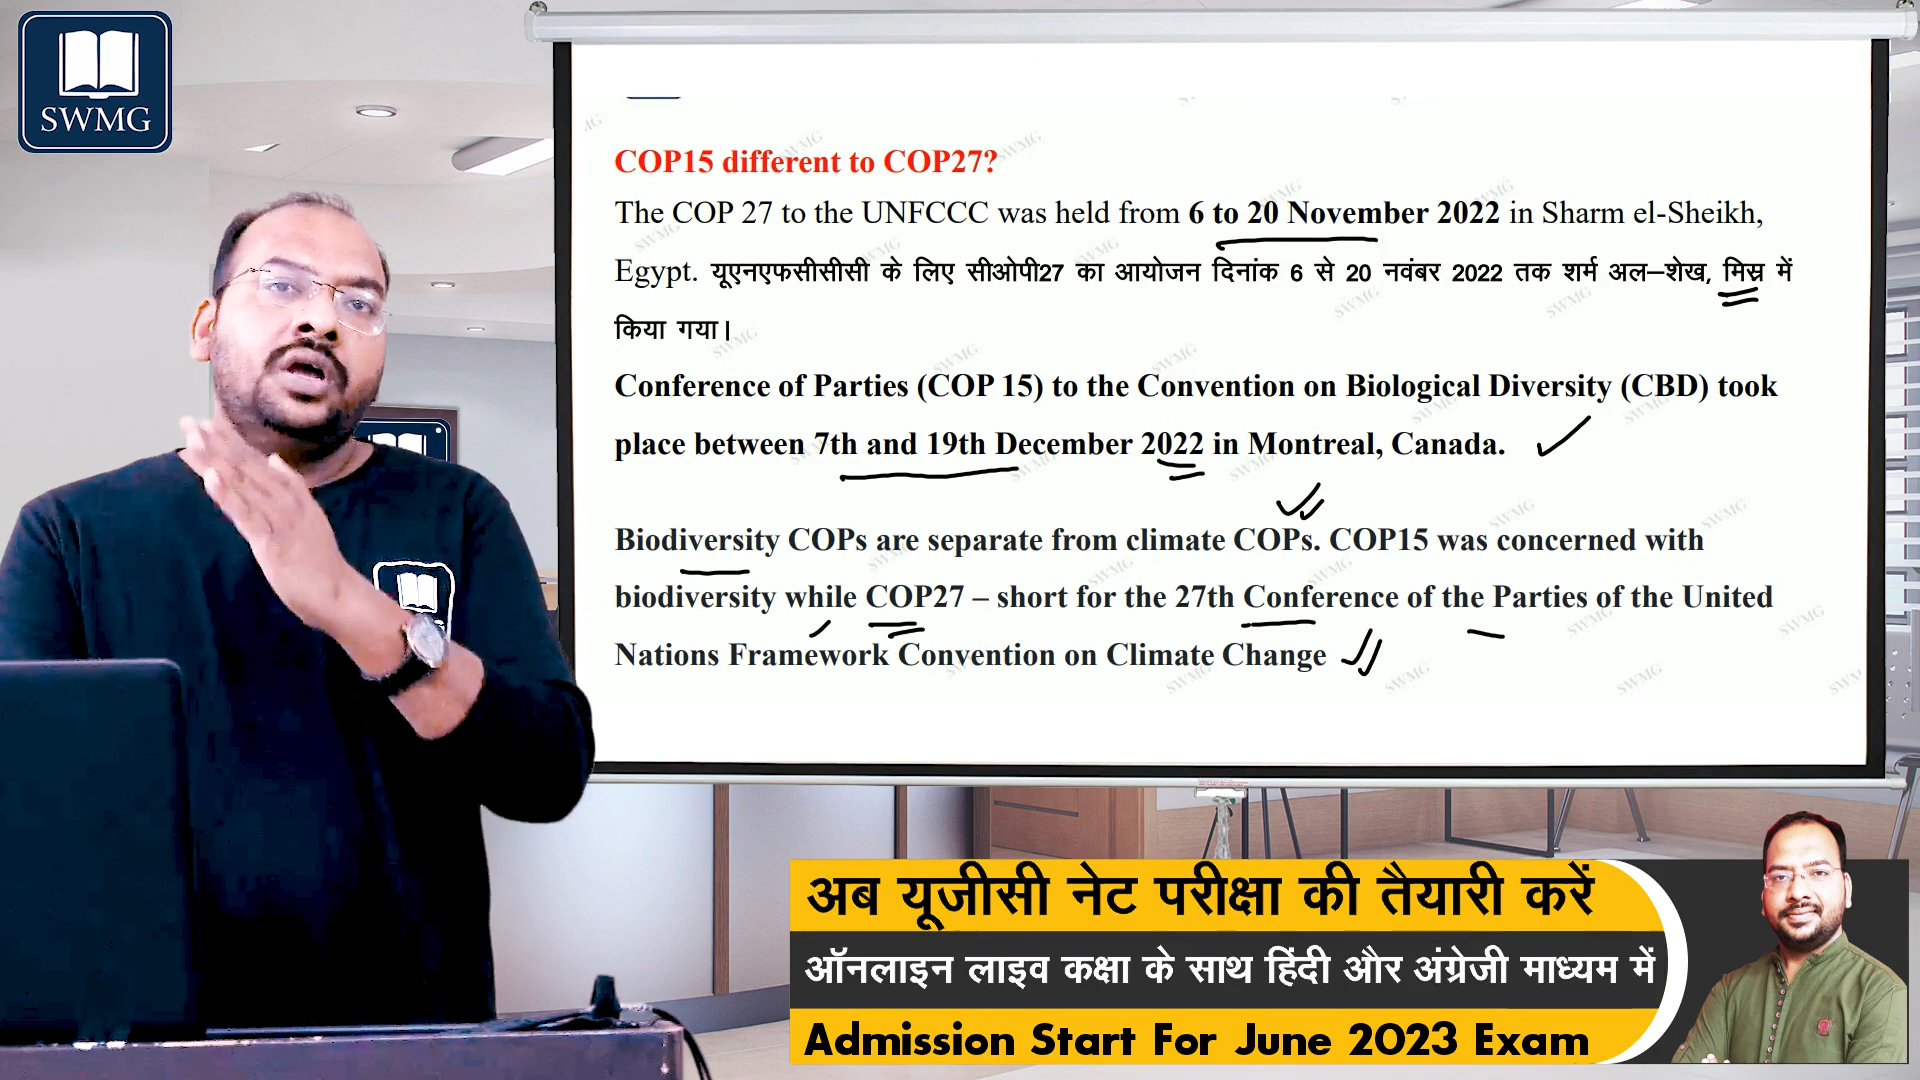 SWMG
COP15 different to COP27?
The COP 27 to the UNFCCC was held from 6 to 20 November 2022 in Sharm el-Sheikh,
Egypt. यूएनएफसीसीसी के लिए सीओपी27 का आयोजन दिनांक 6 से 20 नवंबर 2022 तक शर्म अल–शेख, मिस्र में
किया गया।
Conference of Parties (COP 15) to the Convention on Biological Diversity (CBD) took
place between 7th and 19th December 2022 in Montreal, Canada.
Biodiversity COPs are separate from climate COPs. COP15 was concerned with
biodiversity while COP27 – short for the 27th Conference of the Parties of the United
Nations Framework Convention on Climate Change
अब यूजीसी नेट परीक्षा की तैयारी करें
ऑनलाइन लाइव कक्षा के साथ हिंदी और अंग्रेजी माध्यम में
Admission Start For June 2023 Exam